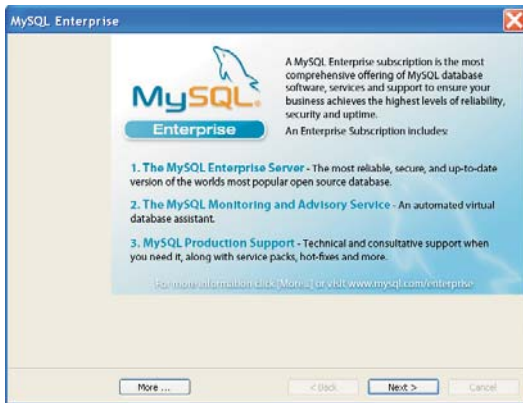 MySQL Enterprise
MySQL.
Enterprise
A MySQL Enterprise subscription is the most
comprehensive offering of MySQL database
software, services and support to ensure your
business achieves the highest levels of reliability,
security and uptime.
An Enterprise Subscription includes:
1. The MySQL Enterprise Server - The most reliable, secure, and up-to-date
version of the worlds most popular open source database.
2. The MySQL Monitoring and Advisory Service - An automated virtual
database assistant.
3. MySQL Production Support - Technical and consultative support when
you need it, along with service packs, hot-fixes and more.
For more information click [More...] or visit www.mysql.com/enterprise
More ...
< Back
Next >
Cancel